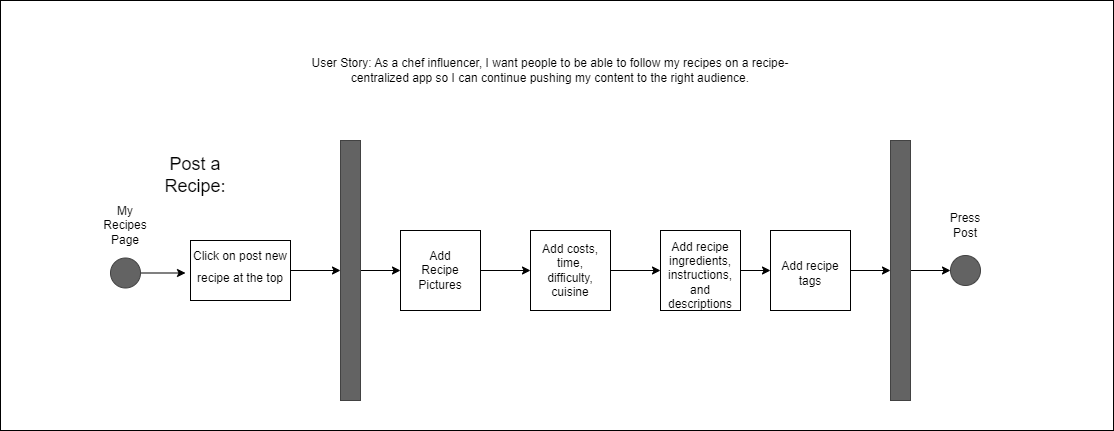 User Story: As a chef influencer, I want people to be able to follow my recipes on a recipe-
centralized app so I can continue pushing my content to the right audience.
Post a
Recipe:
My
Recipes
Page
Click on post new
recipe at the top
Add
Recipe
Pictures
Add costs,
time,
difficulty,
cuisine
Add recipe
ingredients,
instructions,
and
descriptions
Add recipe
tags
Press
Post